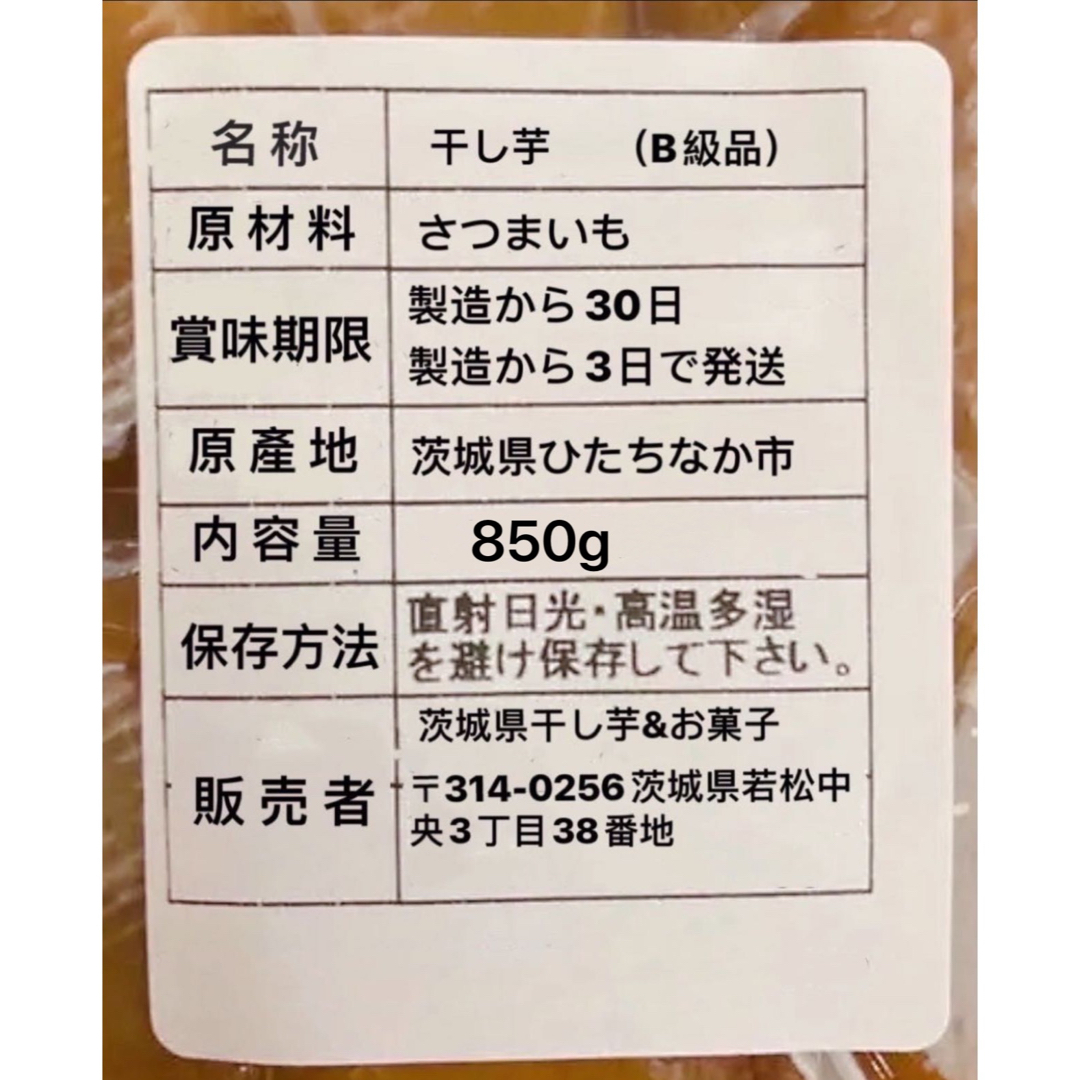 名称 干し芋 (B級品)
原材料 さつまいも
賞味期限 製造から30日
製造から3日で発送
原產地 茨城県ひたちなか市
内容量 850g
保存方法 直射日光・高温多湿
を避け保存して下さい。
販売者 茨城県干し芋&お菓子
〒314-0256茨城県若松中
央3丁目38番地